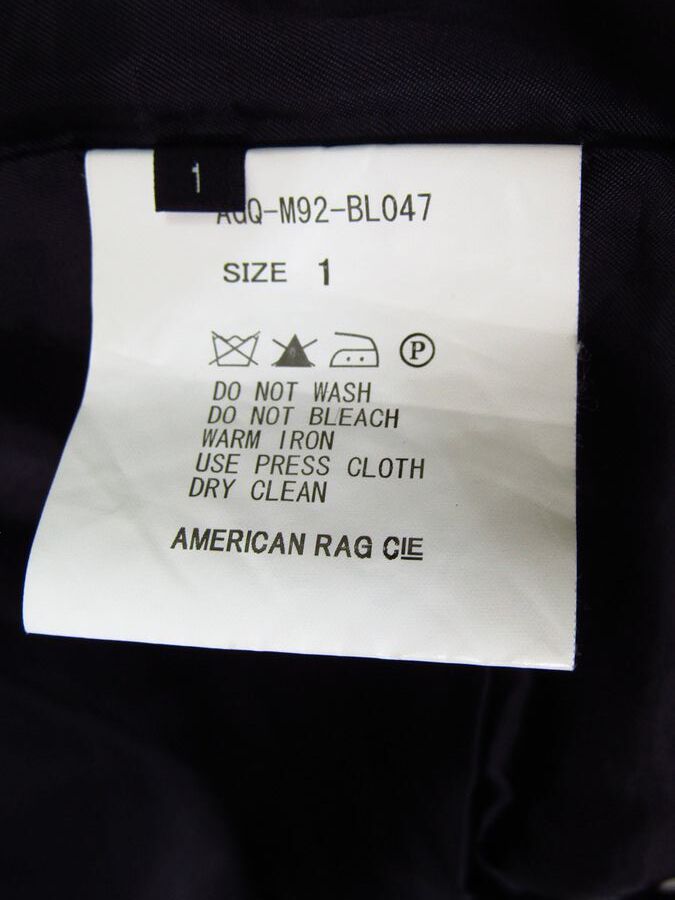 1
AGQ-M92-BL047
SIZE 1
P
DO NOT WASH
DO NOT BLEACH
WARM IRON
USE PRESS CLOTH
DRY CLEAN
AMERICAN RAG CIE